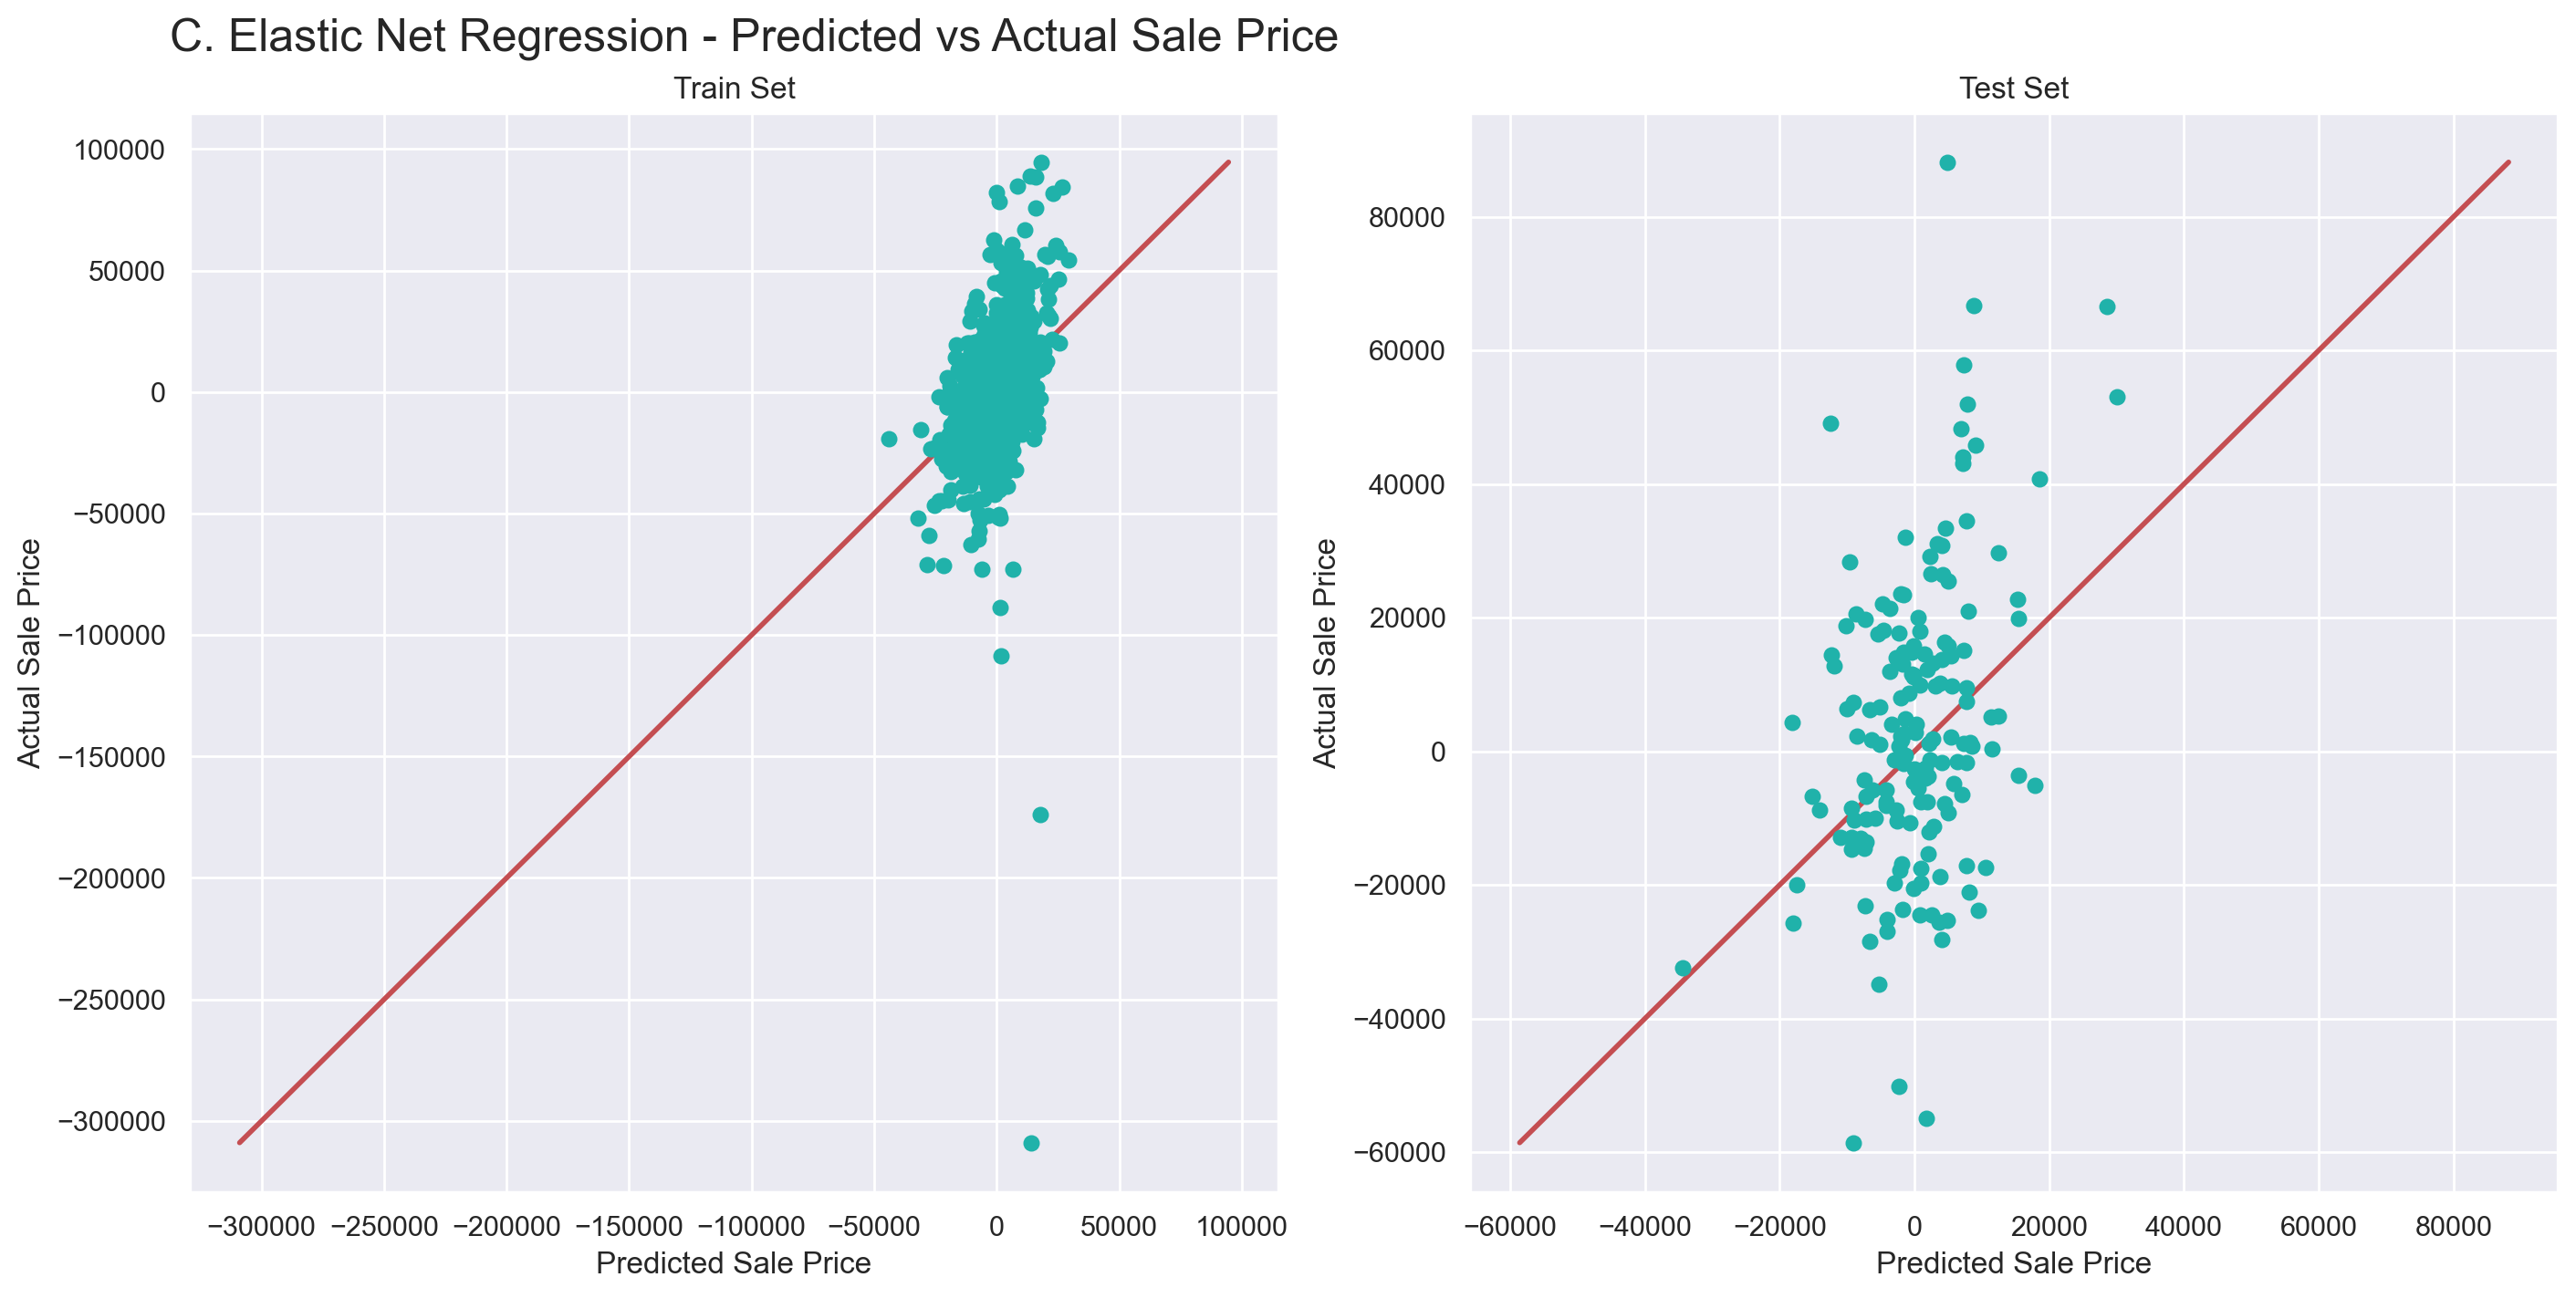 C. Elastic Net Regression - Predicted vs Actual Sale Price
Train Set
100000
50000
0
−50000
−100000
−150000
−200000
−250000
−300000
Actual Sale Price
−300000 −250000 −200000 −150000 −100000 −50000 0 50000 100000
Predicted Sale Price
Test Set
80000
60000
40000
20000
0
−20000
−40000
−60000
Actual Sale Price
−60000 −40000 −20000 0 20000 40000 60000 80000
Predicted Sale Price